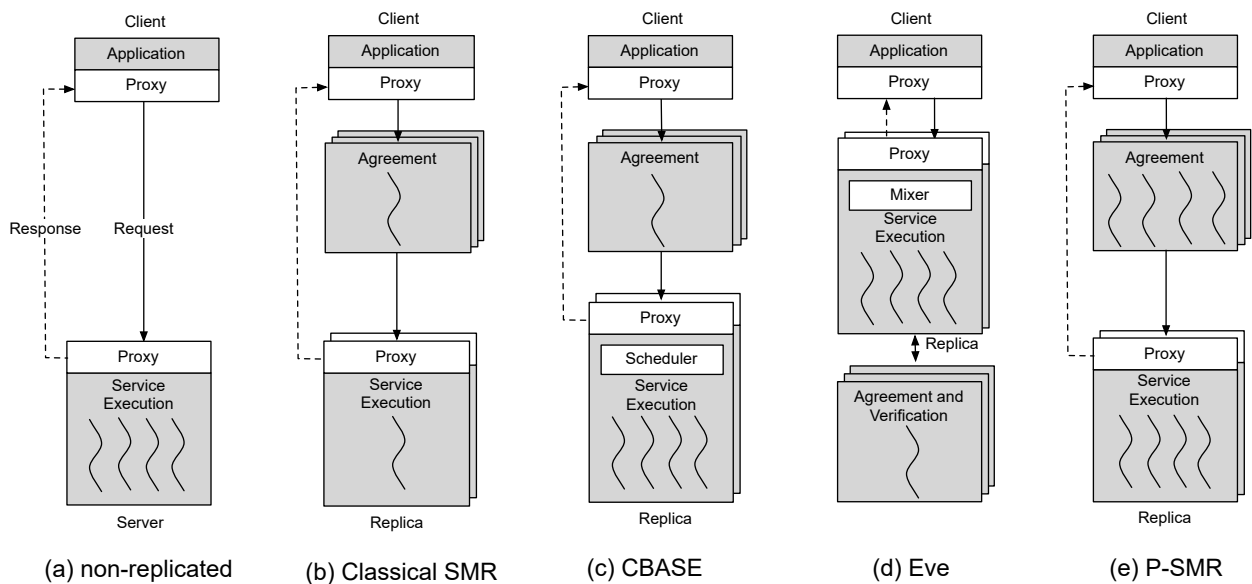 Client
Application
Proxy
Response
Request
Proxy
Service
Execution
Server
(a) non-replicated
Client
Application
Proxy
Agreement
Proxy
Service
Execution
Replica
(b) Classical SMR
Client
Application
Proxy
Agreement
Proxy
Scheduler
Service
Execution
Replica
(c) CBASE
Client
Application
Proxy
Proxy
Mixer
Service
Execution
Replica
Agreement and
Verification
(d) Eve
Client
Application
Proxy
Agreement
Proxy
Service
Execution
Replica
(e) P-SMR